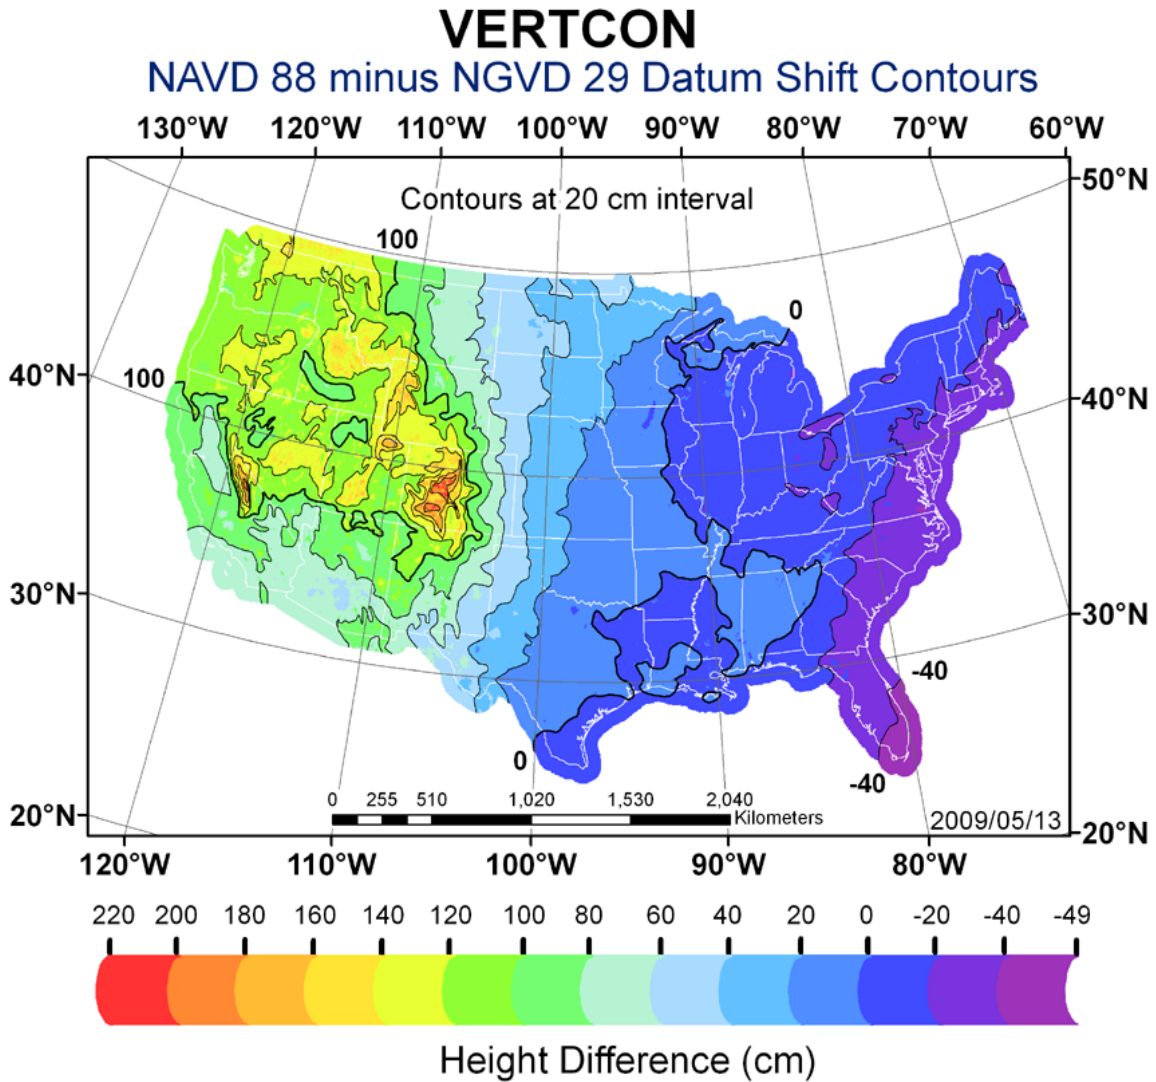 VERTCON
NAVD 88 minus NGVD 29 Datum Shift Contours
130°W 120°W 110°W 100°W 90°W 80°W 70°W 60°W
50°N
Contours at 20 cm interval
100
0
100
40°N 40°N
30°N 30°N
-40
0
-40
0 255 510 1,020 1,530 2,040
Kilometers
2009/05/13
20°N 20°N
120°W 110°W 100°W 90°W 80°W
220 200 180 160 140 120 100 80 60 40 20 0 -20 -40 -49
Height Difference (cm)